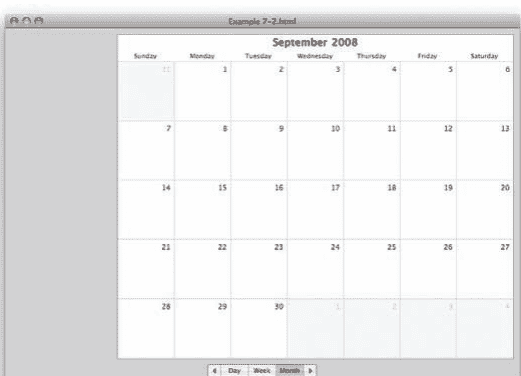 Example 7-2.html
September 2008
Sunday Monday Tuesday Wednesday Thursday Friday Saturday
31 1 2 3 4 5 6
7 8 9 10 11 12 13
14 15 16 17 18 19 20
21 22 23 24 25 26 27
28 29 30 1 2 3 4
Day Week Month